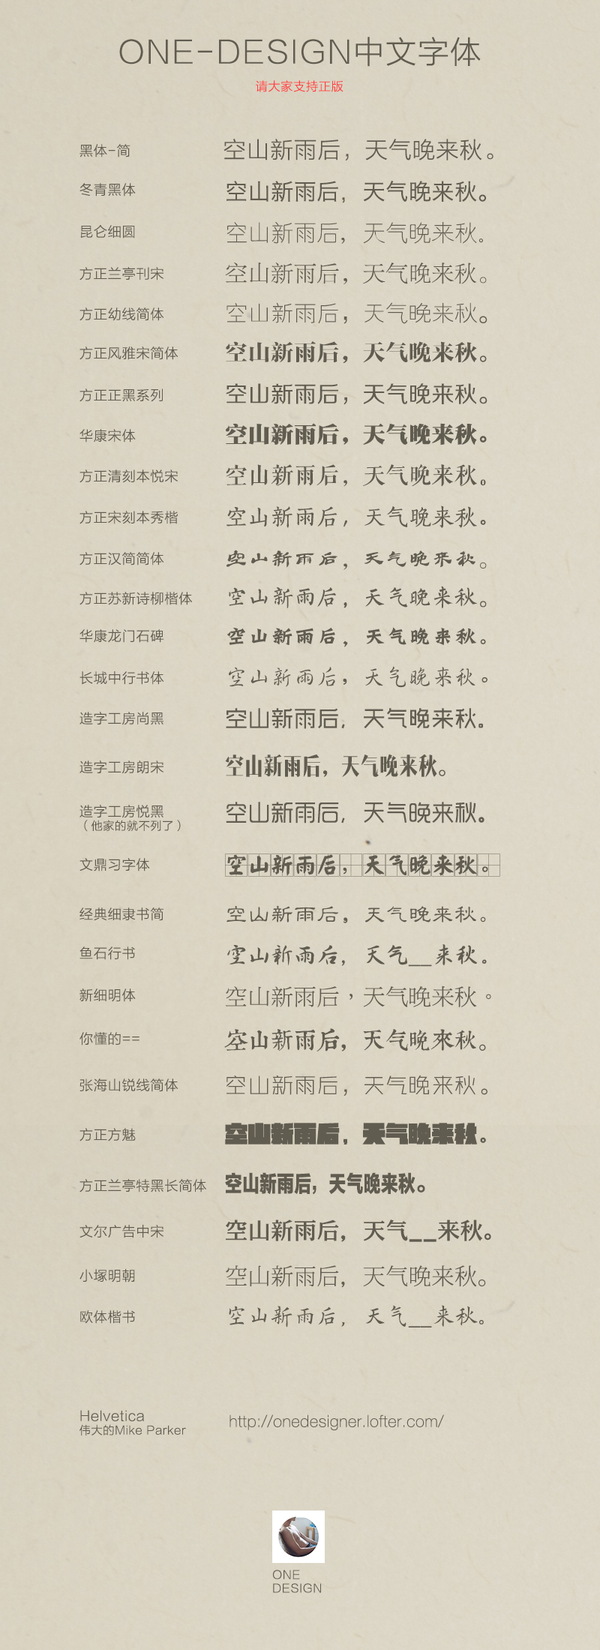 ONE-DESIGN中文字体
请大家支持正版
黑体-简 空山新雨后，天气晚来秋。
冬青黑体 空山新雨后，天气晚来秋。
昆仑细圆 空山新雨后，天气晚来秋。
方正兰亭刊宋 空山新雨后，天气晚来秋。
方正幼线简体 空山新雨后，天气晚来秋。
方正风雅宋简体 空山新雨后，天气晚来秋。
方正正黑系列 空山新雨后，天气晚来秋。
华康宋体 空山新雨后，天气晚来秋。
方正清刻本悦宋 空山新雨后，天气晚来秋。
方正宋刻本秀楷 空山新雨后，天气晚来秋。
方正汉简简体 空山新雨后，天气晚来秋。
方正苏新诗柳楷体 空山新雨后，天气晚来秋。
华康龙门石碑 空山新雨后，天气晚来秋。
长城中行书体 空山新雨后，天气晚来秋。
造字工房尚黑 空山新雨后，天气晚来秋。
造字工房朗宋 空山新雨后，天气晚来秋。
造字工房悦黑 空山新雨后，天气晚来秋。
（他家的就不列了）
文鼎习字体 空山新雨后，天气晚来秋。
经典细隶书简 空山新雨后，天气晚来秋。
鱼石行书 空山新雨后，天气__来秋。
新细明体 空山新雨后，天气晚来秋。
你懂的== 空山新雨后，天气晚來秋。
张海山锐线简体 空山新雨后，天气晚来秋。
方正方魅 空山新雨后，天气晚来秋。
方正兰亭特黑长简体 空山新雨后，天气晚来秋。
文尔广告中宋 空山新雨后，天气__来秋。
小塚明朝 空山新雨后，天气晚来秋。
欧体楷书 空山新雨后，天气__来秋。
Helvetica http://onedesigner.lofter.com/
伟大的Mike Parker
ONE
DESIGN